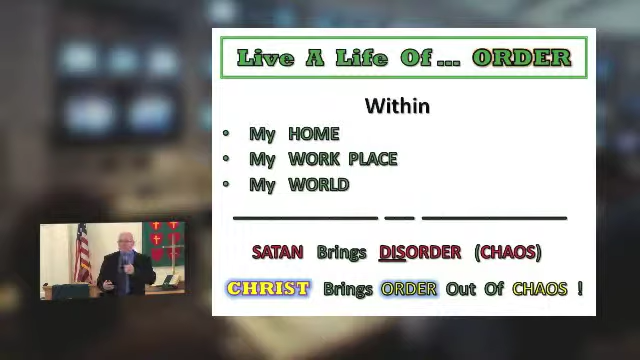 Live A Life Of... ORDER
Within
• My HOME
• My WORK PLACE
• My WORLD
SATAN Brings DISORDER (CHAOS)
CHRIST Brings ORDER Out Of CHAOS !